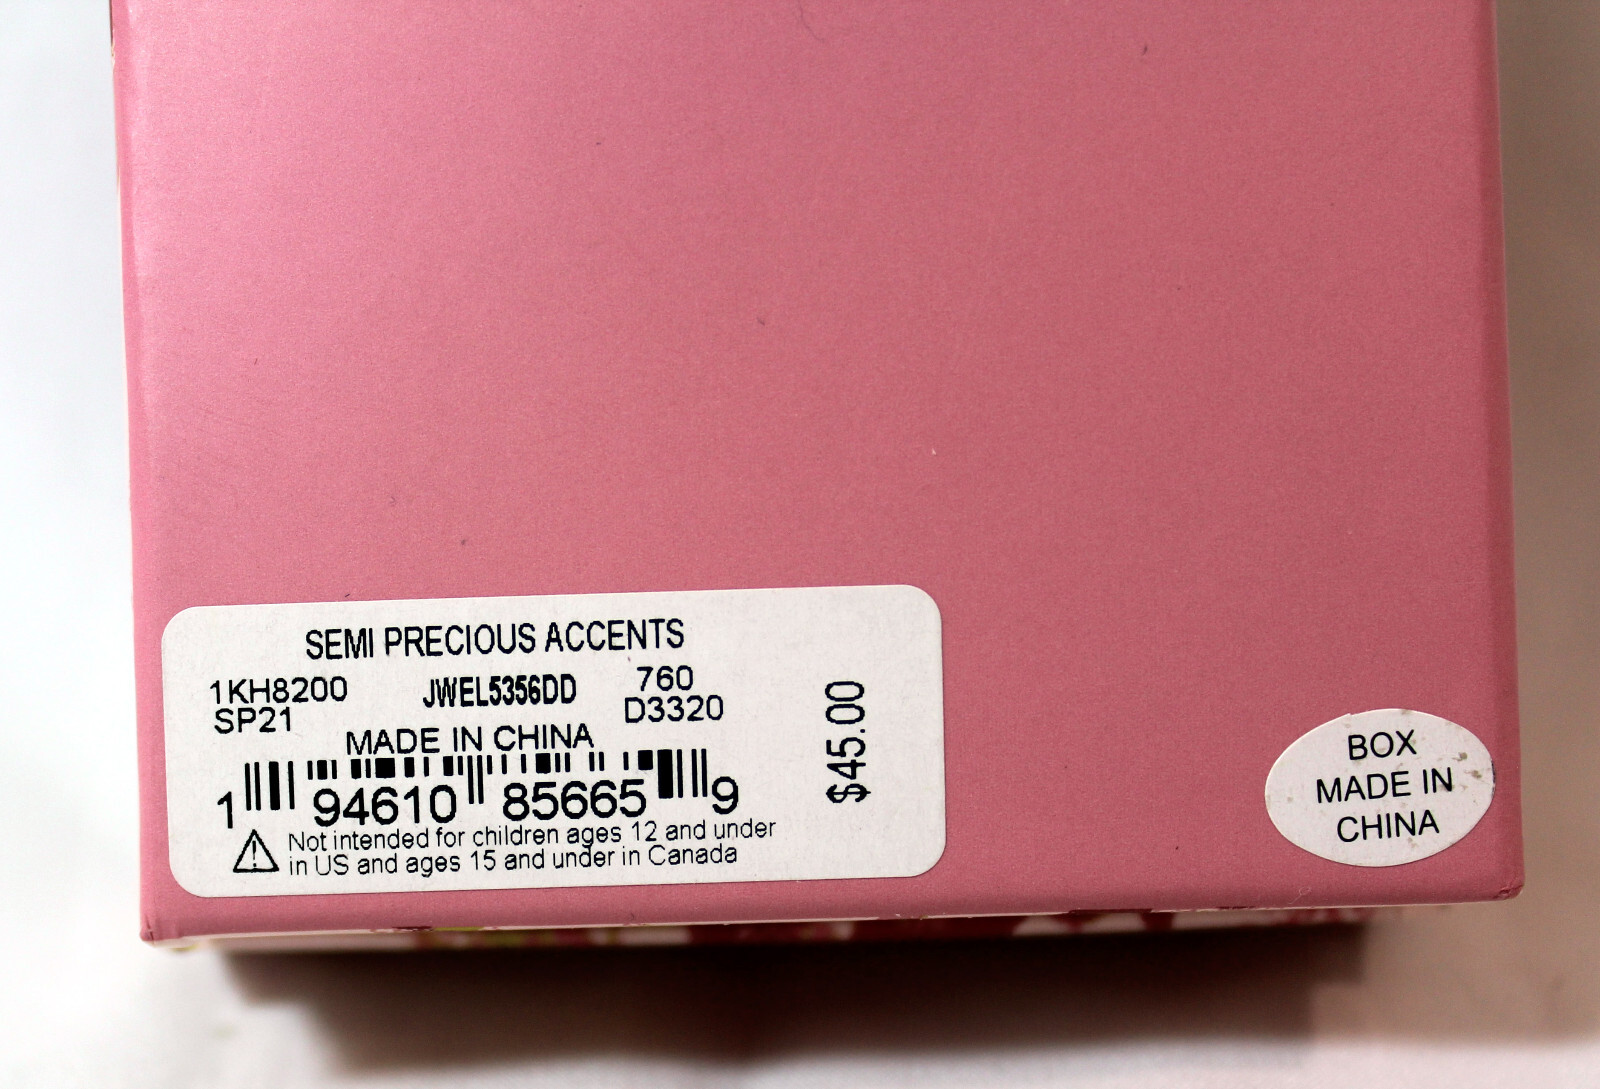 SEMI PRECIOUS ACCENTS
1KH8200 JWEL5356DD 760
SP21 D3320
MADE IN CHINA
1 94610 85665 9
Not intended for children ages 12 and under
in US and ages 15 and under in Canada
$45.00
BOX
MADE IN
CHINA